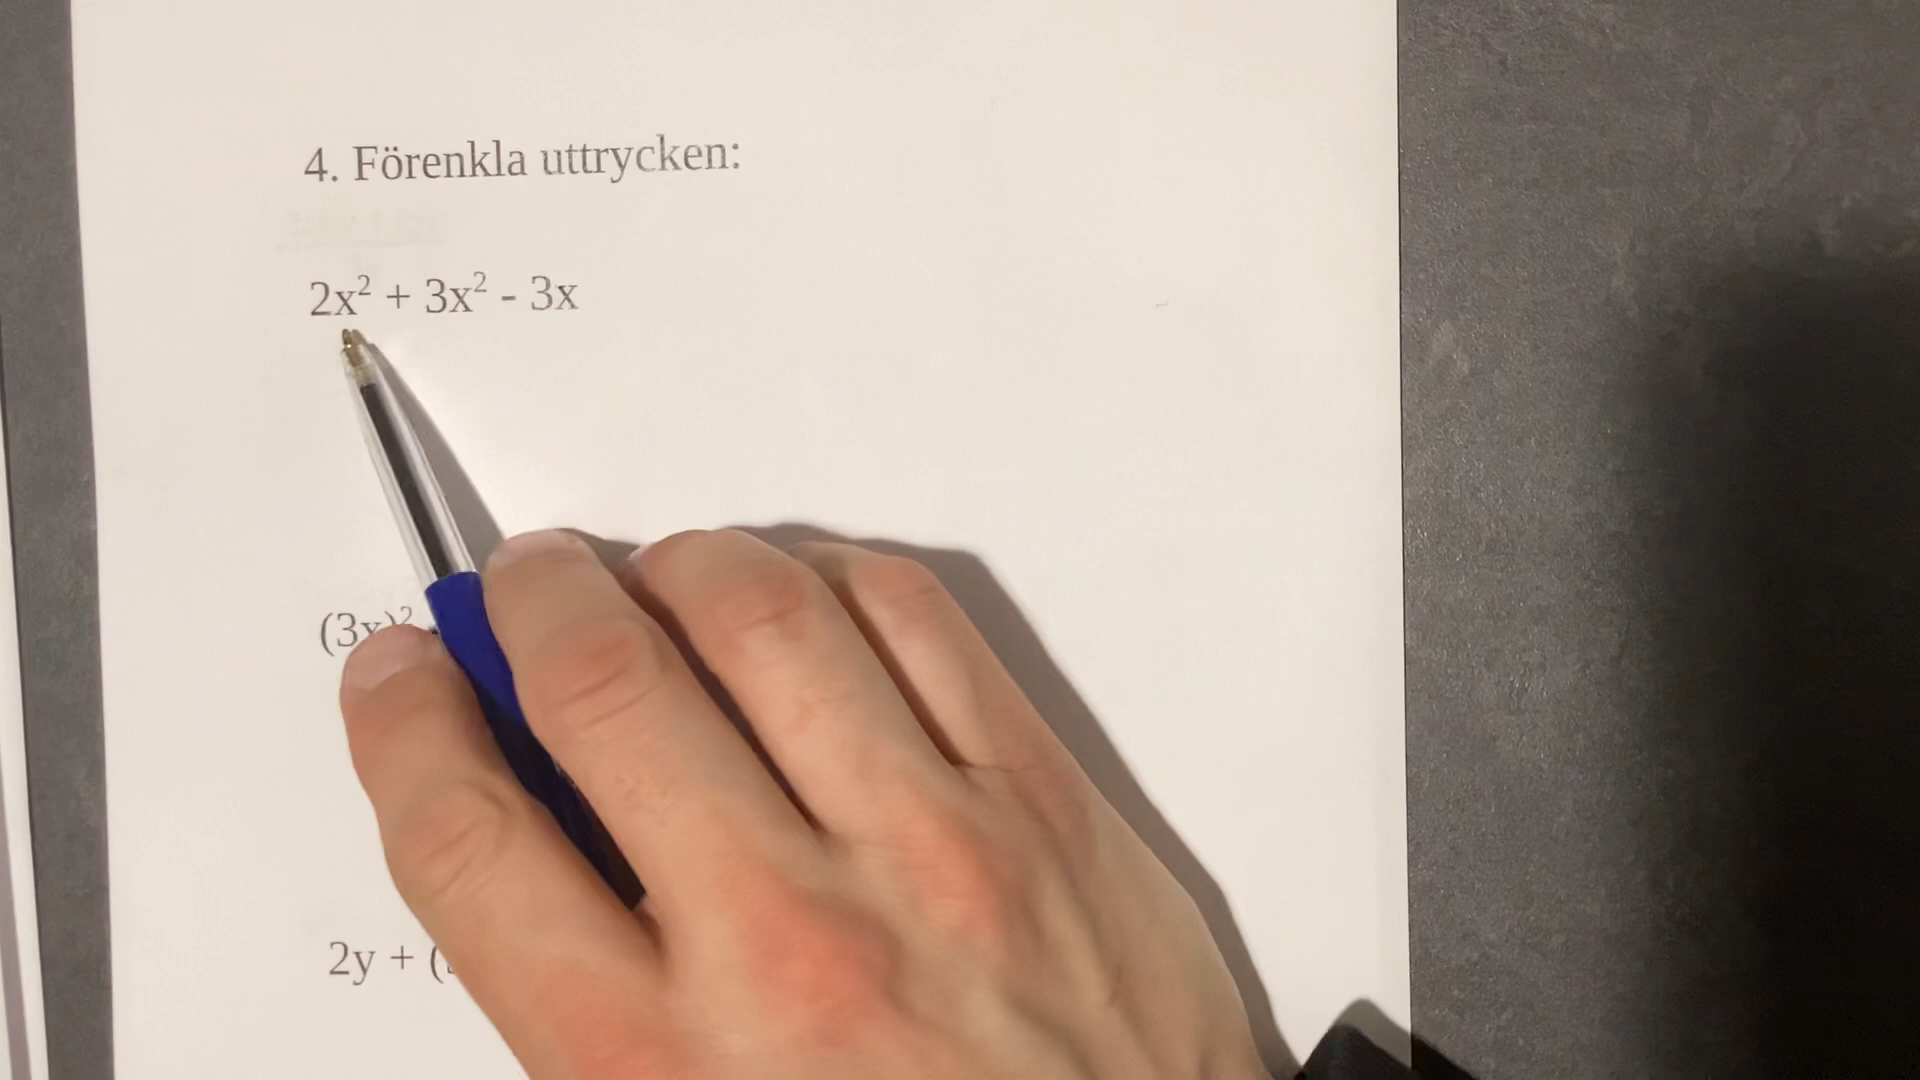 4. Förenkla uttrycken:
2x² + 3x² - 3x
(3x)²
2y + (